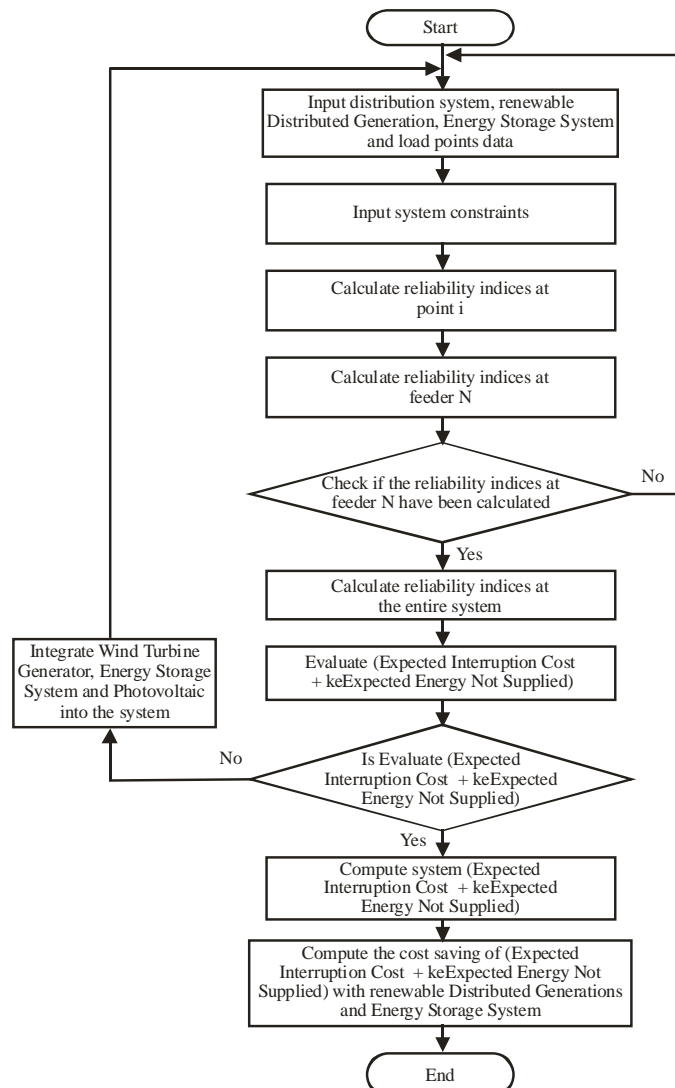 Start
Input distribution system, renewable
Distributed Generation, Energy Storage System
and load points data
Input system constraints
Calculate reliability indices at
point i
Calculate reliability indices at
feeder N
Check if the reliability indices at
feeder N have been calculated
No
Yes
Calculate reliability indices at
the entire system
Integrate Wind Turbine
Generator, Energy Storage
System and Photovoltaic
into the system
Evaluate (Expected Interruption Cost
+ keExpected Energy Not Supplied)
No
Is Evaluate (Expected
Interruption Cost + keExpected
Energy Not Supplied)
Yes
Compute system (Expected
Interruption Cost + keExpected
Energy Not Supplied)
Compute the cost saving of (Expected
Interruption Cost + keExpected Energy Not
Supplied) with renewable Distributed Generations
and Energy Storage System
End